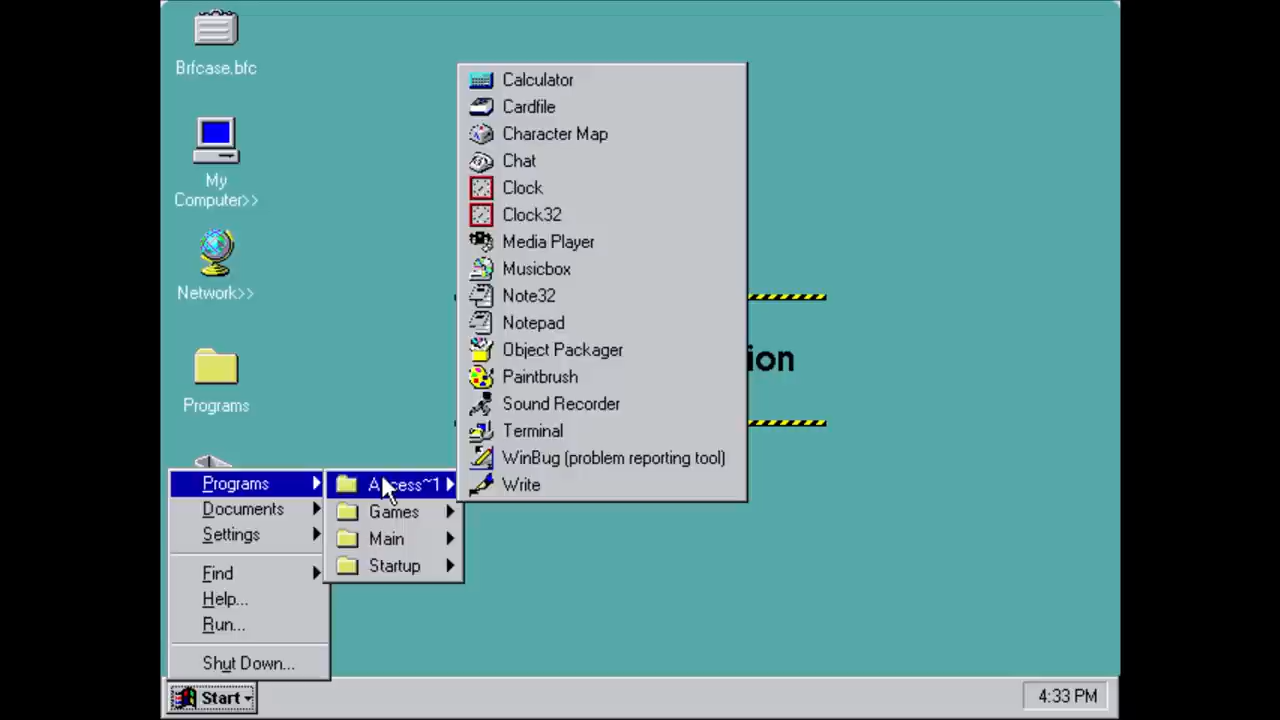 Brfcase.bfc
My
Computer>>
Network>>
Programs
Calculator
Cardfile
Character Map
Chat
Clock
Clock32
Media Player
Musicbox
Note32
Notepad
Object Packager
Paintbrush
Sound Recorder
Terminal
WinBug (problem reporting tool)
Write
ion
Programs
Documents
Settings
Find
Help...
Run...
Shut Down...
Games
Main
Startup
Start
4:33 PM